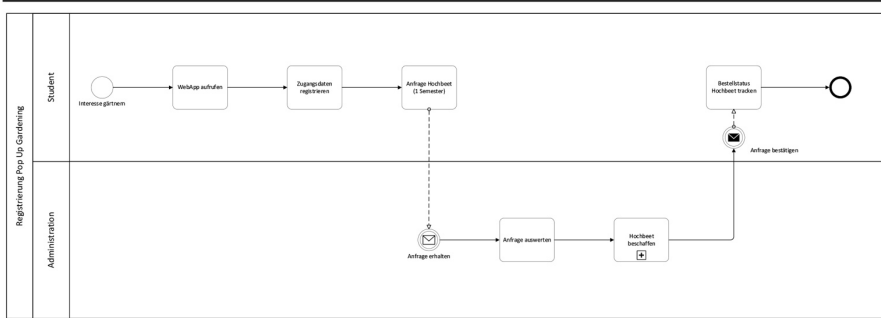 Registrierung Pop Up Gardening
Student
Interesse gärtnern
WebApp aufrufen
Zugangsdaten
registrieren
Anfrage Hochbeet
(1 Semester)
Bestellstatus
Hochbeet tracken
Anfrage bestätigen
Administration
Anfrage erhalten
Anfrage auswerten
Hochbeet
beschaffen